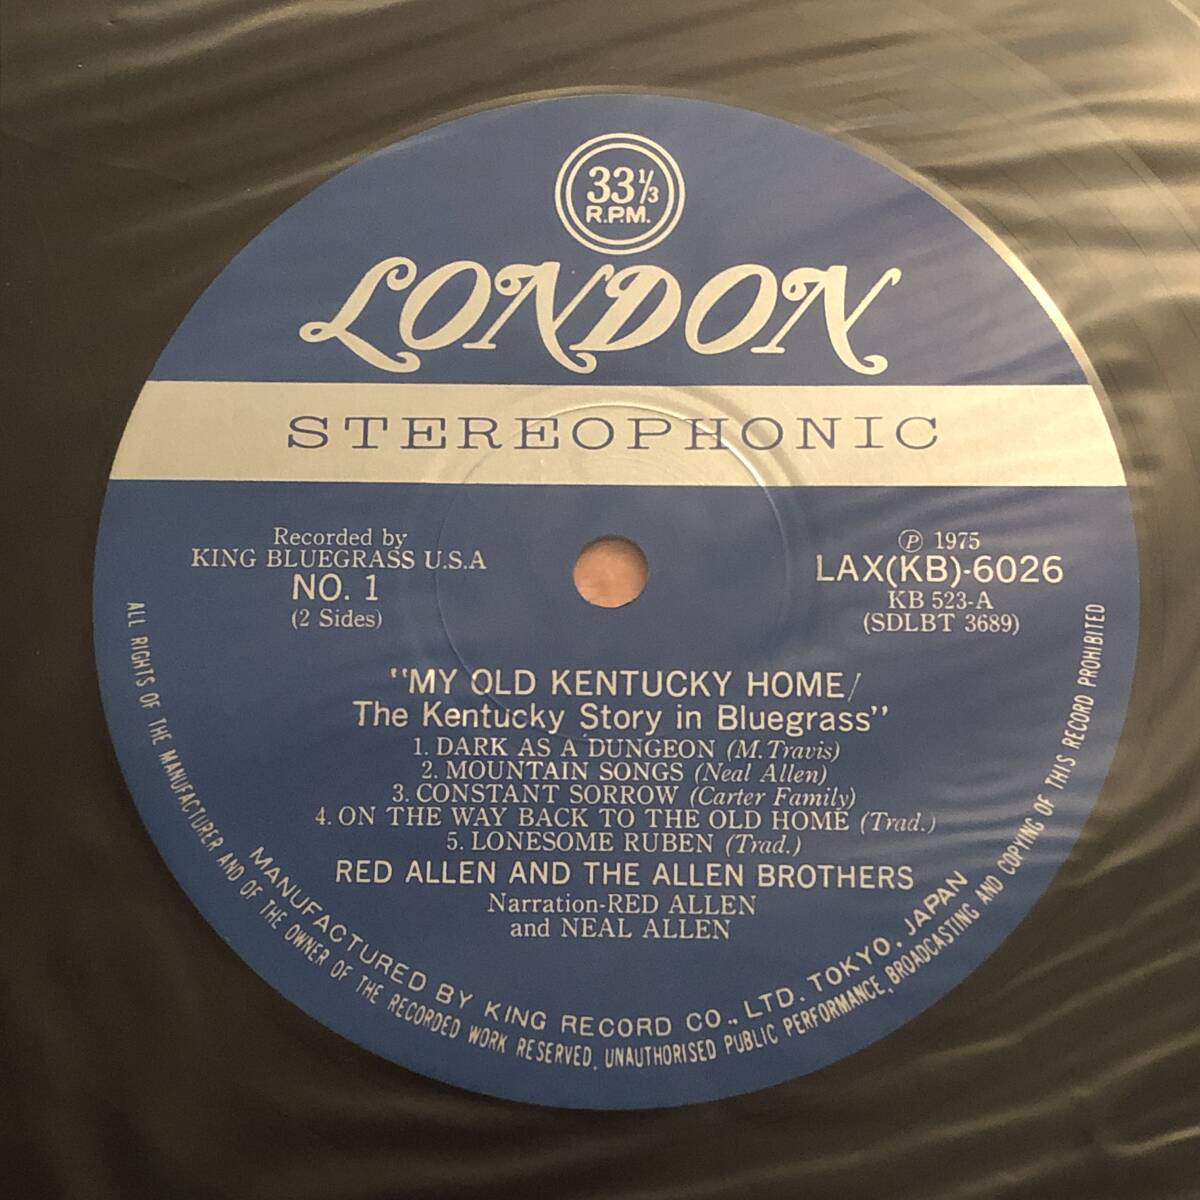 33 1/3
R.P.M.
LONDON
STEREOPHONIC
Recorded by
KING BLUEGRASS U.S.A
NO. 1
(2 Sides)
Ⓟ 1975
LAX(KB)-6026
KB 523-A
(SDLBT 3689)
"MY OLD KENTUCKY HOME/
The Kentucky Story in Bluegrass"
1. DARK AS A DUNGEON (M. Travis)
2. MOUNTAIN SONGS (Neal Allen)
3. CONSTANT SORROW (Carter Family)
4. ON THE WAY BACK TO THE OLD HOME (Trad.)
5. LONESOME RUBEN (Trad.)
RED ALLEN AND THE ALLEN BROTHERS
Narration-RED ALLEN
and NEAL ALLEN
MANUFACTURED BY KING RECORD CO., LTD. TOKYO. JAPAN
ALL RIGHTS OF THE MANUFACTURER AND OF THE OWNER OF THE RECORDED WORK RESERVED. UNAUTHORISED PUBLIC PERFORMANCE, BROADCASTING AND COPYING OF THIS RECORD PROHIBITED